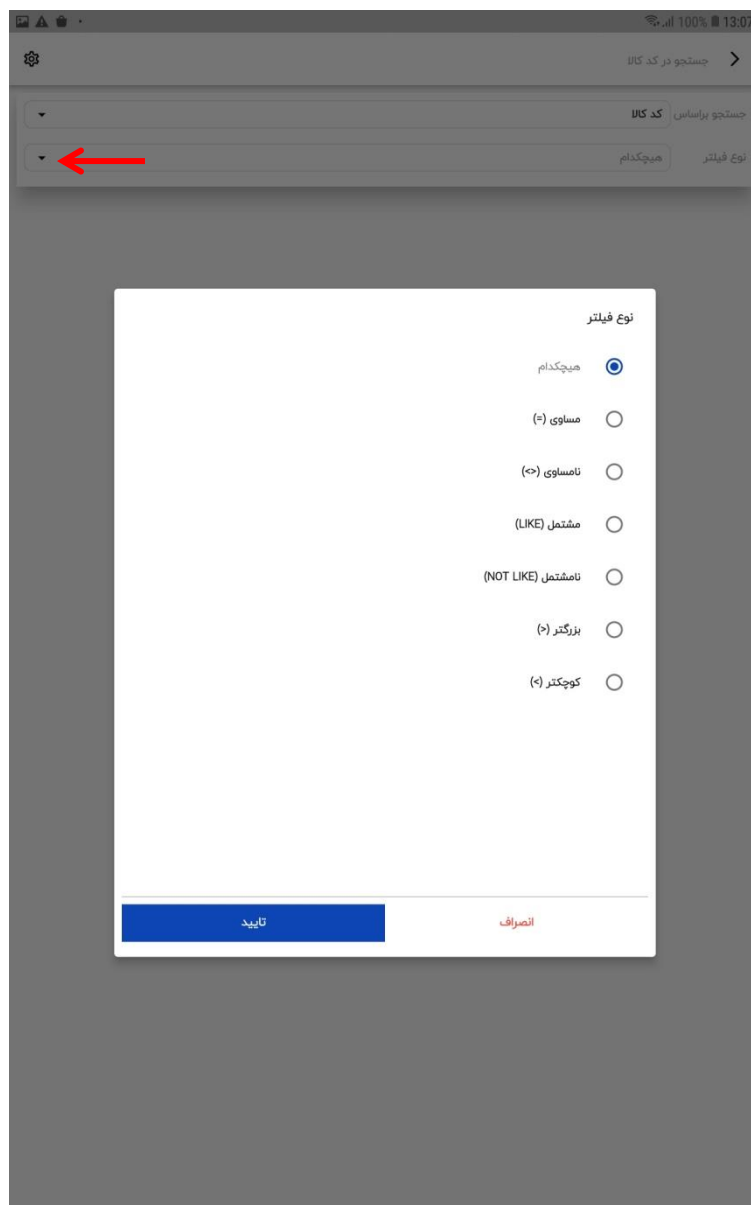 100% 13:07
جستجو در کد کالا
جستجو براساس کد کالا
نوع فیلتر هیچکدام
نوع فیلتر
هیچکدام
مساوی (=)
نامساوی (<>)
مشتمل (LIKE)
نامشتمل (NOT LIKE)
بزرگتر (>)
کوچکتر (<)
انصراف تایید